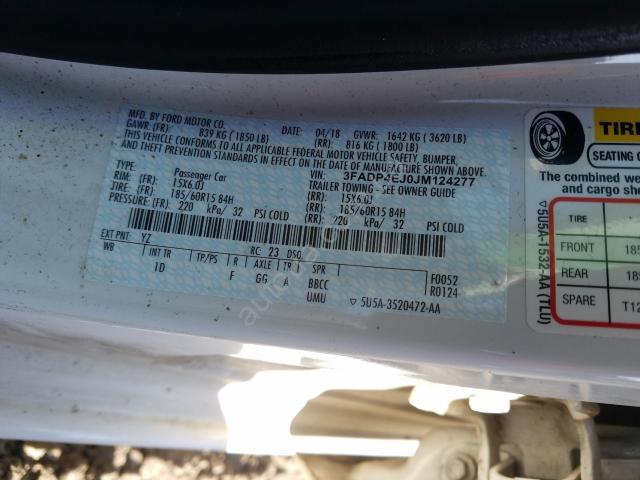 MFD. BY FORD MOTOR CO.
DATE: 04/18 GVWR: 1642 KG ( 3620 LB)
GAWR: (FR): 839 KG ( 1850 LB) (RR): 816 KG ( 1800 LB)
THIS VEHICLE CONFORMS TO ALL APPLICABLE FEDERAL MOTOR VEHICLE SAFETY, BUMPER,
AND THEFT PREVENTION STANDARDS IN EFFECT ON THE DATE OF MANUFACTURE SHOWN ABOVE.
VIN: 3FADP4EJ0JM124277
TYPE: Passenger Car TRAILER TOWING - SEE OWNER GUIDE
RIM: (FR): 15X6.0J (RR): 15X6.0J
TIRE: (FR): 185/60R15 84H (RR): 185/60R15 84H
PRESSURE: (FR): 220 kPa/ 32 PSI COLD (RR): 220 kPa/ 32 PSI COLD
EXT PNT: YZ RC: 23 DSO:
WB INT TR TP/PS R AXLE TR SPR
ID F GG A BBCC F0052
UMU R0124
▽5U5A-3520472-AA
▽5U5A-1532-AA (TLU)
TIRE
SEATING
The combined
and cargo
TIRE
FRONT 185
REAR 185
SPARE T12